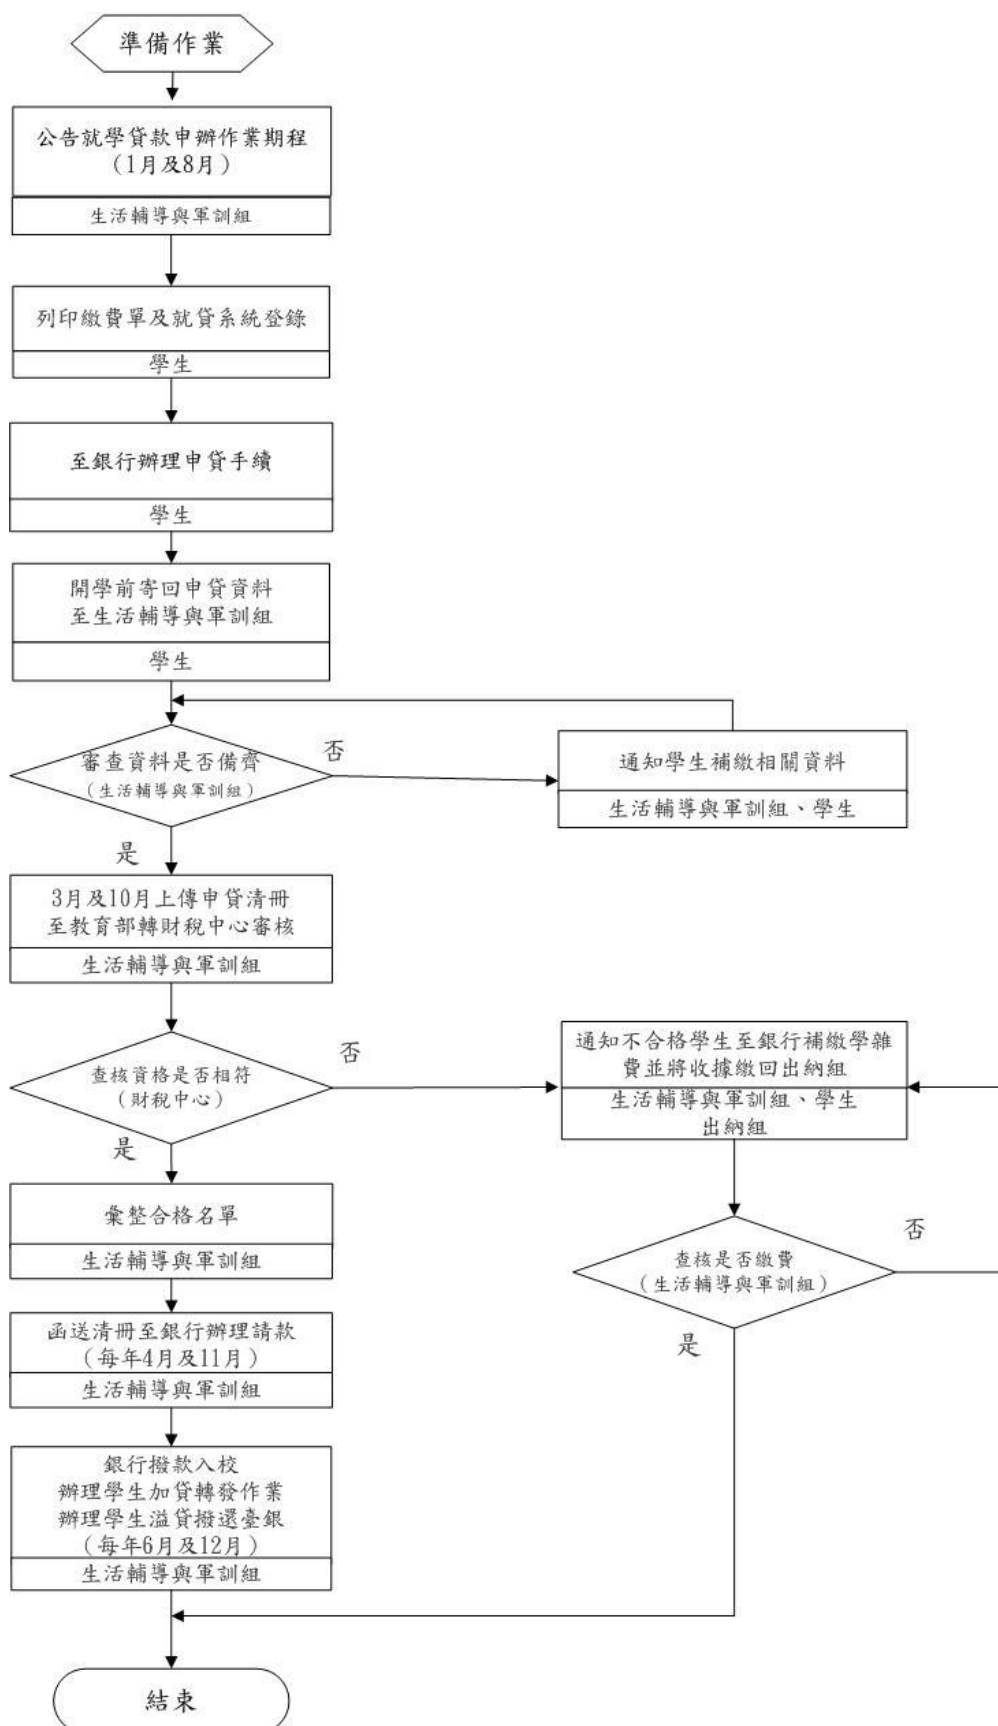 準備作業
公告就學貸款申辦作業期程
（1月及8月）
生活輔導與軍訓組
列印繳費單及就貸系統登錄
學生
至銀行辦理申貸手續
學生
開學前寄回申貸資料
至生活輔導與軍訓組
學生
審查資料是否備齊
（生活輔導與軍訓組）
否
通知學生補繳相關資料
生活輔導與軍訓組、學生
是
3月及10月上傳申貸清冊
至教育部轉財稅中心審核
生活輔導與軍訓組
查核資格是否相符
（財稅中心）
否
通知不合格學生至銀行補繳學雜
費並將收據繳回出納組
生活輔導與軍訓組、學生
出納組
是
彙整合格名單
生活輔導與軍訓組
查核是否繳費
（生活輔導與軍訓組）
否
是
函送清冊至銀行辦理請款
（每年4月及11月）
生活輔導與軍訓組
銀行撥款入校
辦理學生加貸轉發作業
辦理學生溢貸撥還臺銀
（每年6月及12月）
生活輔導與軍訓組
結束